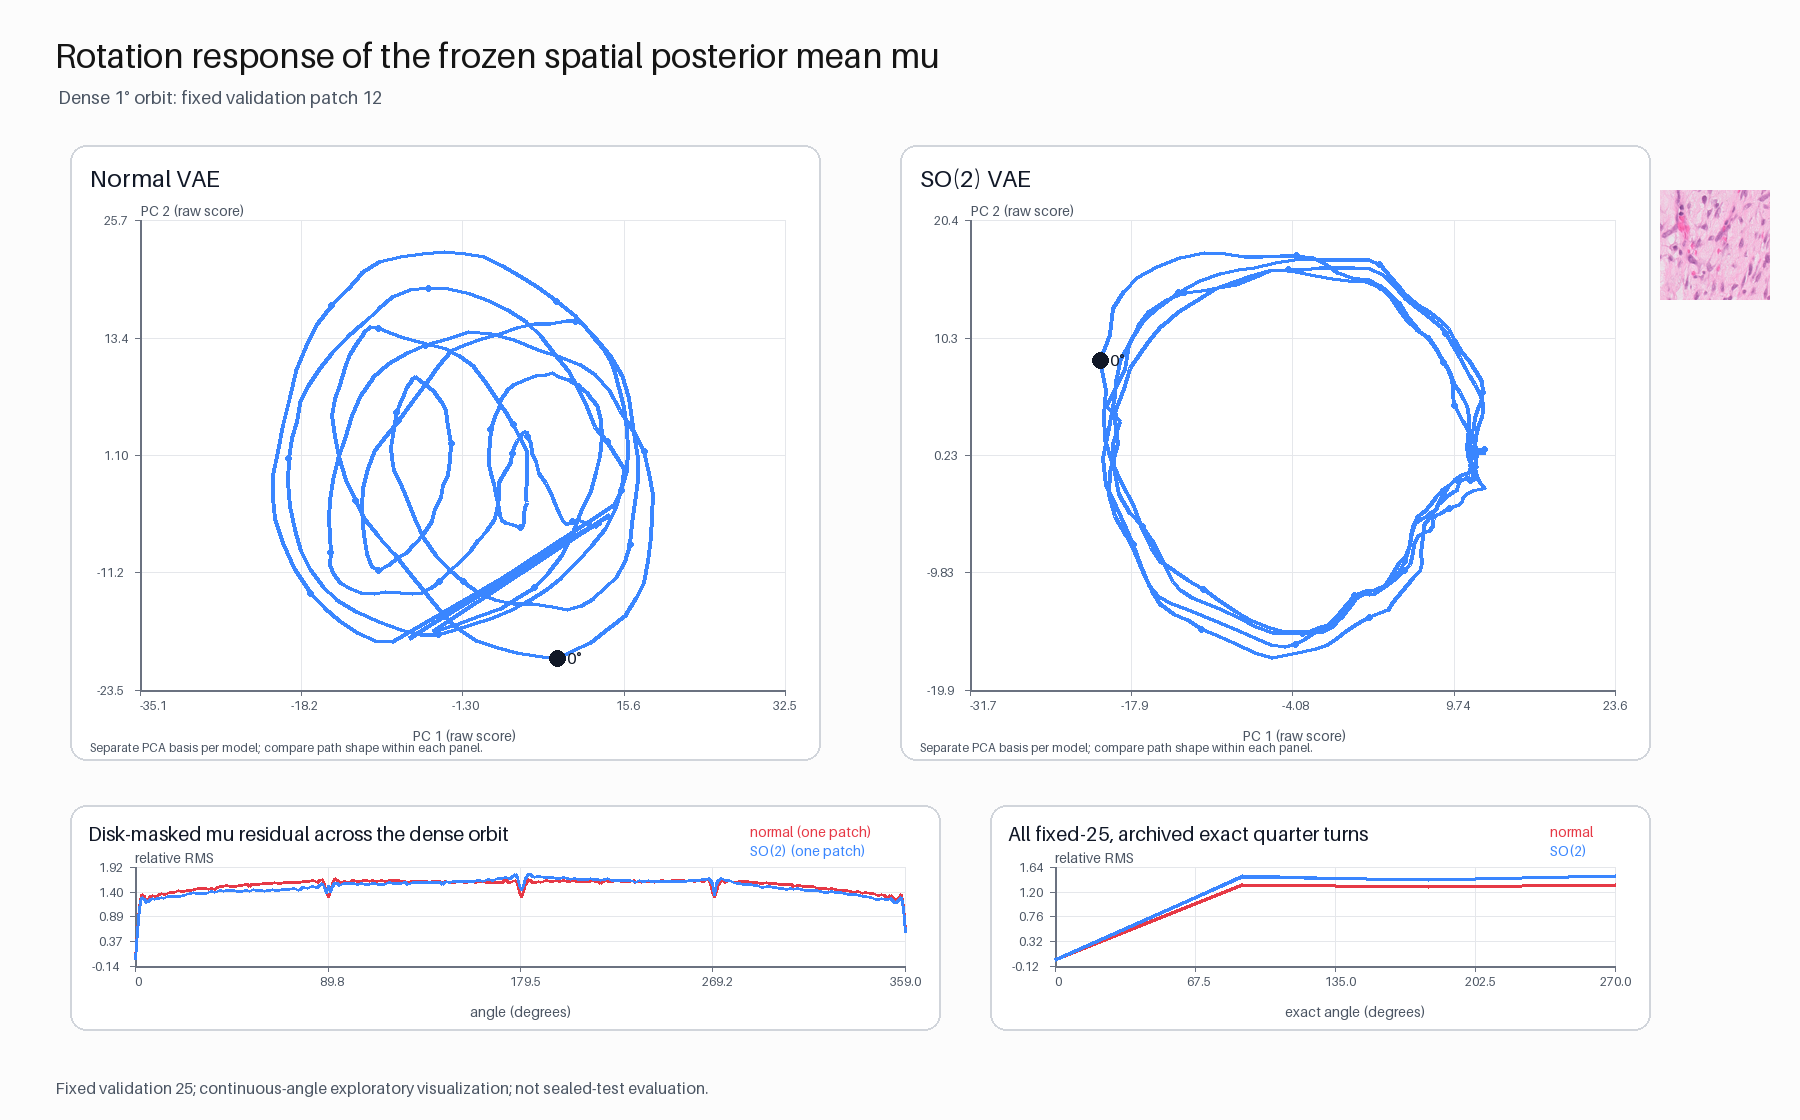 Rotation response of the frozen spatial posterior mean mu
Dense 1° orbit: fixed validation patch 12
Normal VAE
PC 2 (raw score)
25.7
13.4
1.10
-11.2
-23.5
0°
-35.1
-18.2
-1.30
15.6
32.5
PC 1 (raw score)
Separate PCA basis per model; compare path shape within each panel.
SO(2) VAE
PC 2 (raw score)
20.4
10.3
0.23
-9.83
-19.9
0°
-31.7
-17.9
-4.08
9.74
23.6
PC 1 (raw score)
Separate PCA basis per model; compare path shape within each panel.
Disk-masked mu residual across the dense orbit
normal (one patch)
SO(2) (one patch)
relative RMS
1.92
1.40
0.89
0.37
-0.14
0
89.8
179.5
269.2
359.0
angle (degrees)
All fixed-25, archived exact quarter turns
normal
SO(2)
relative RMS
1.64
1.20
0.76
0.32
-0.12
0
67.5
135.0
202.5
270.0
exact angle (degrees)
Fixed validation 25; continuous-angle exploratory visualization; not sealed-test evaluation.